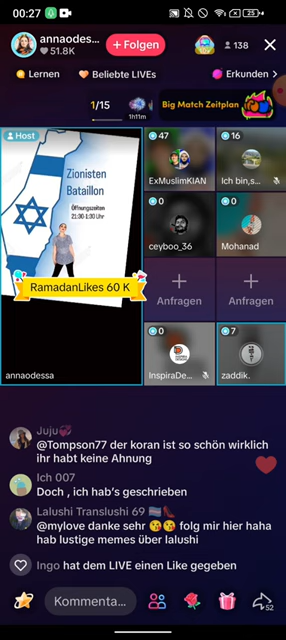 00:27
annaodes...
51.8K
+ Folgen
138
Lernen
Beliebte LIVEs
Erkunden >
1/15
1h11m
Big Match Zeitplan
Host
Zionisten
Bataillon
Öffnungszeiten
21:00-1:00 Uhr
RamadanLikes 60 K
annaodessa
47
ExMuslimKIAN
16
Ich bin,s...
0
ceyboo_36
0
Mohanad
Anfragen
Anfragen
0
InspiraDe...
7
zaddik.
Juju
@Tompson77 der koran ist so schön wirklich
ihr habt keine Ahnung
Ich 007
Doch , ich hab's geschrieben
Lalushi Translushi 69
@mylove danke sehr folg mir hier haha
hab lustige memes über lalushi
Ingo hat dem LIVE einen Like gegeben
Kommenta...
52